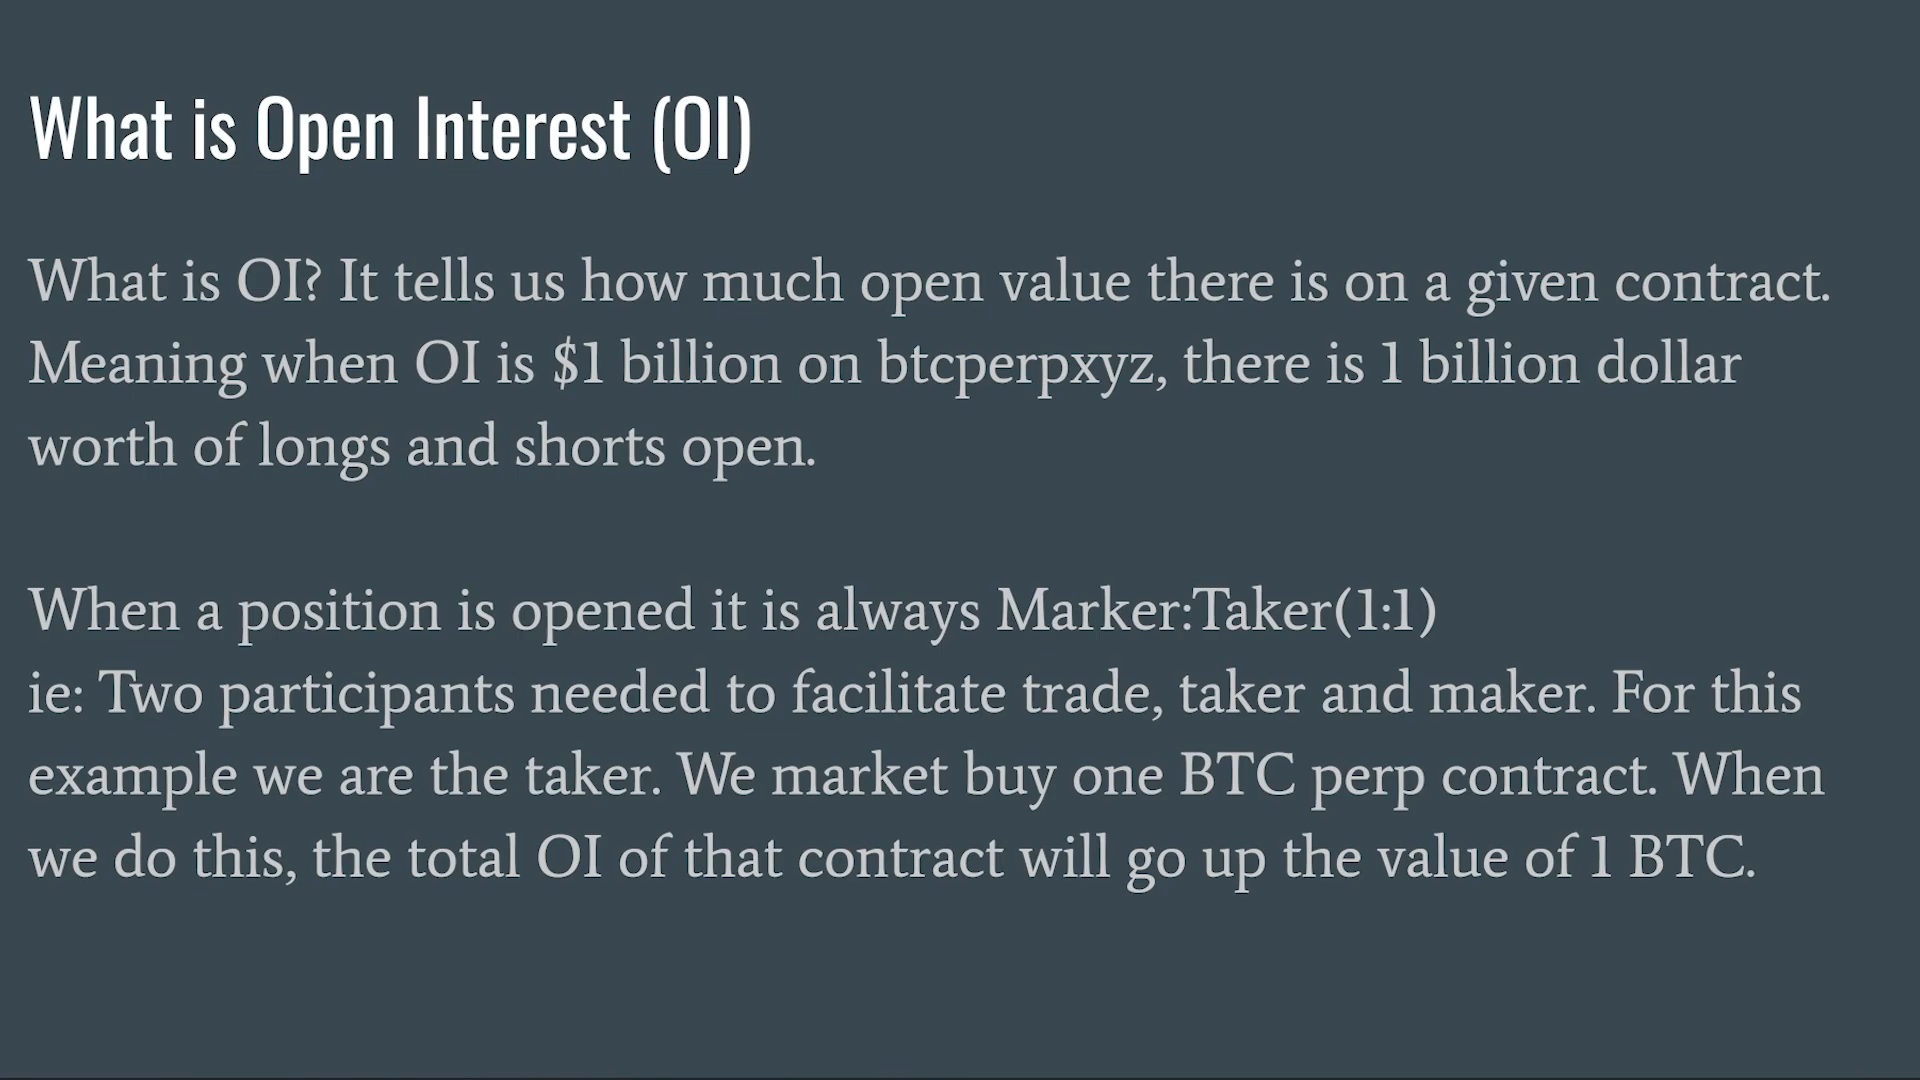 What is Open Interest (OI)
What is OI? It tells us how much open value there is on a given contract.
Meaning when OI is $1 billion on btcperpxyz, there is 1 billion dollar
worth of longs and shorts open.
When a position is opened it is always Marker:Taker(1:1)
ie: Two participants needed to facilitate trade, taker and maker. For this
example we are the taker. We market buy one BTC perp contract. When
we do this, the total OI of that contract will go up the value of 1 BTC.